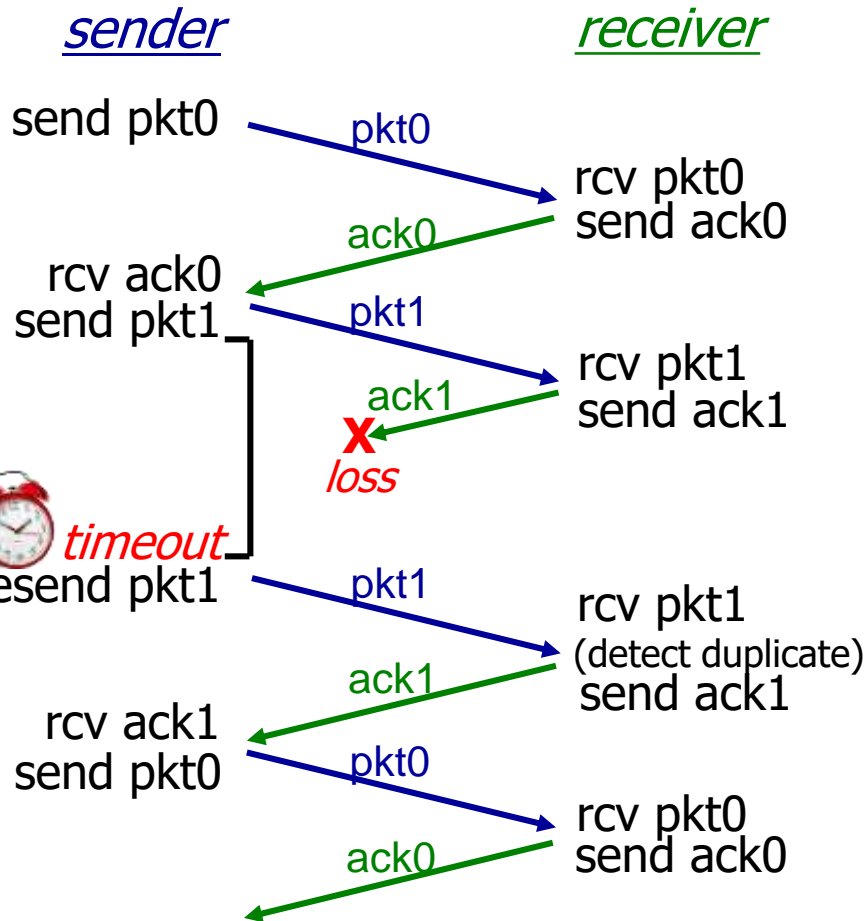 sender
receiver
send pkt0
pkt0
rcv pkt0
send ack0
ack0
rcv ack0
send pkt1
pkt1
rcv pkt1
send ack1
ack1
X
loss
timeout
esend pkt1
pkt1
rcv pkt1
(detect duplicate)
send ack1
ack1
rcv ack1
send pkt0
pkt0
rcv pkt0
send ack0
ack0